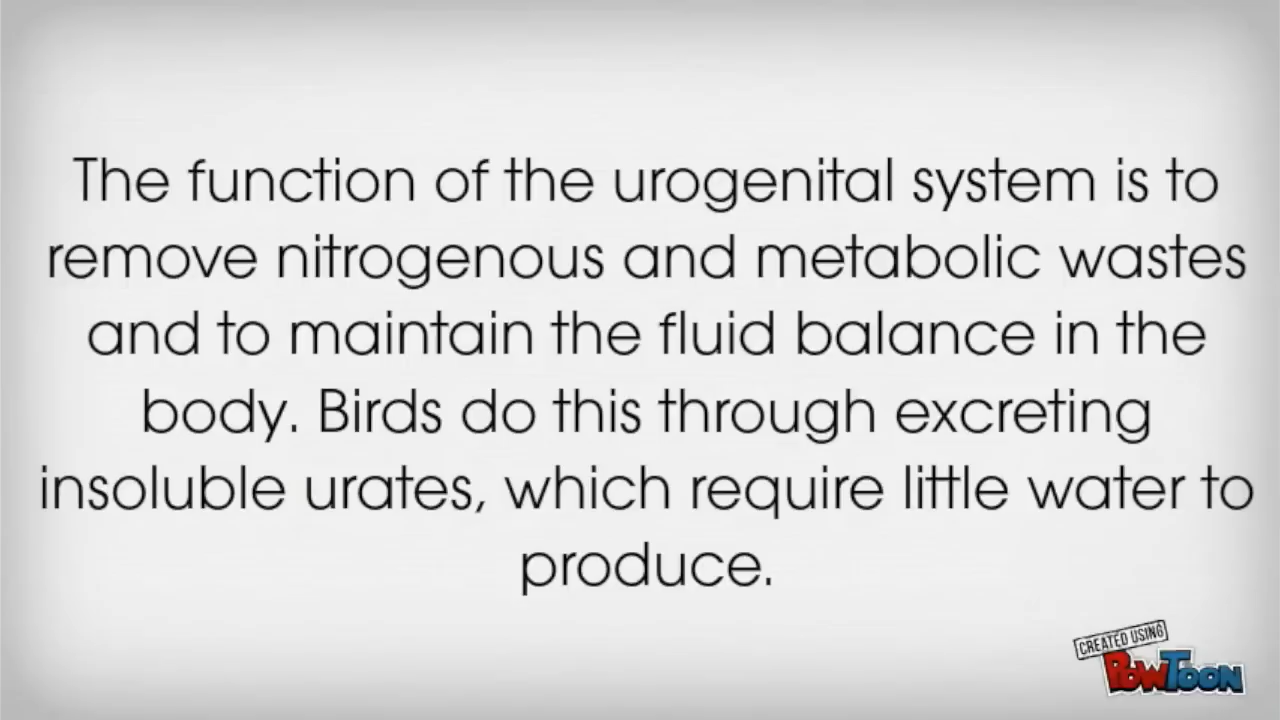 The function of the urogenital system is to
remove nitrogenous and metabolic wastes
and to maintain the fluid balance in the
body. Birds do this through excreting
insoluble urates, which require little water to
produce.
CREATED USING
PowToon